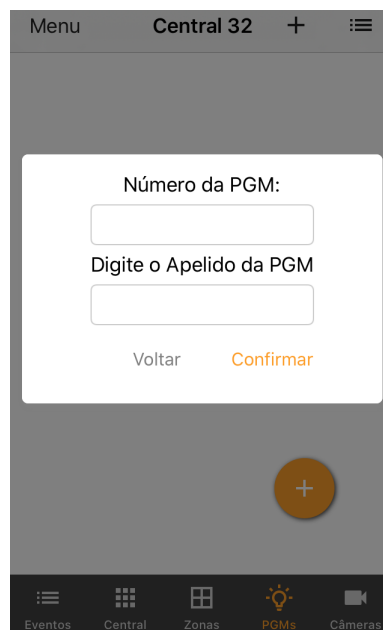 Menu Central 32 +
Número da PGM:
Digite o Apelido da PGM
Voltar Confirmar
+
Eventos Central Zonas PGMs Câmeras